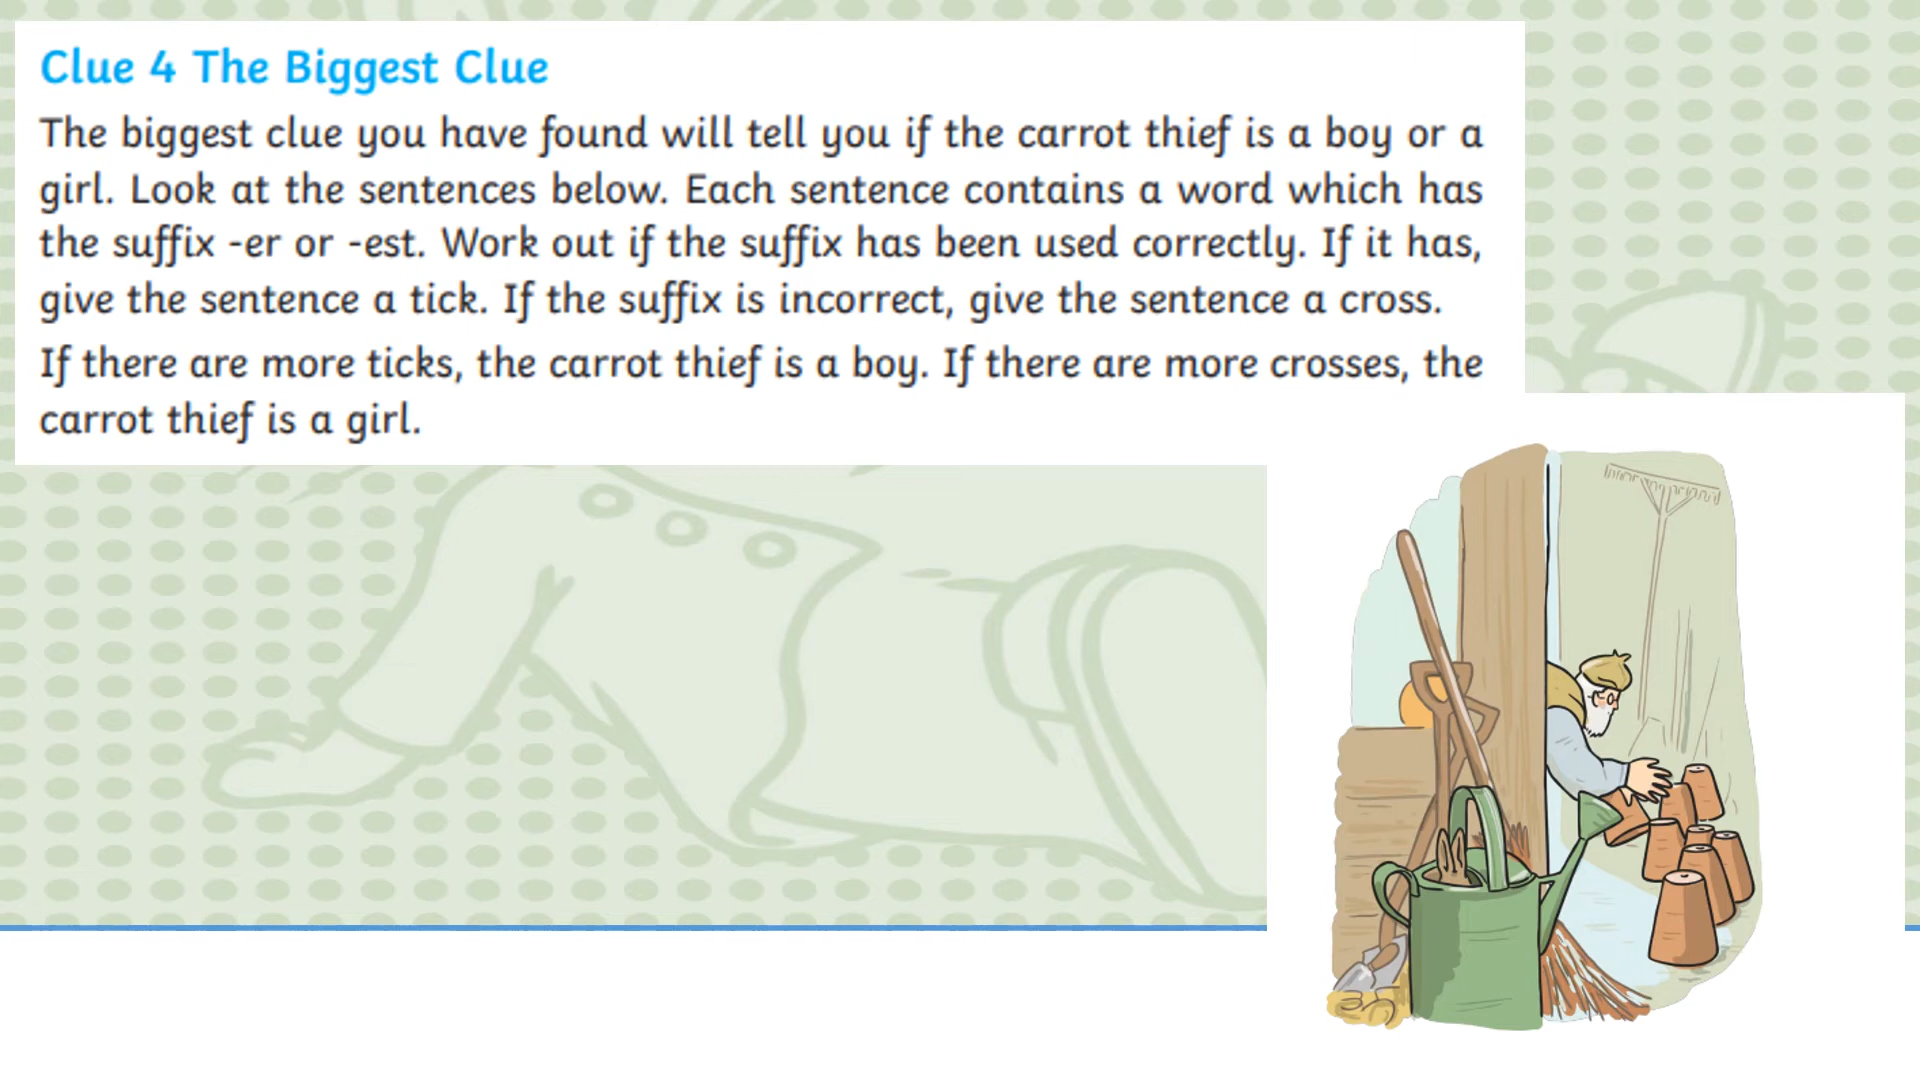 Clue 4 The Biggest Clue
The biggest clue you have found will tell you if the carrot thief is a boy or a
girl. Look at the sentences below. Each sentence contains a word which has
the suffix -er or -est. Work out if the suffix has been used correctly. If it has,
give the sentence a tick. If the suffix is incorrect, give the sentence a cross.
If there are more ticks, the carrot thief is a boy. If there are more crosses, the
carrot thief is a girl.